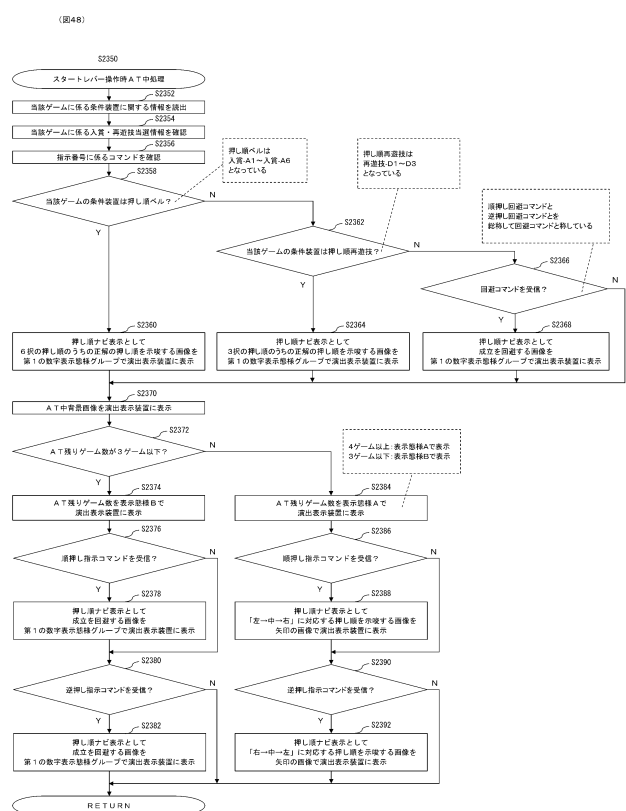 （図48）
S2350
スタートレバー操作時ＡＴ中処理
S2352
当該ゲームに係る条件装置に関する情報を読出
S2354
当該ゲームに係る入賞・再遊技当選情報を確認
S2356
指示番号に係るコマンドを確認
S2358
押し順ベルは
入賞-A1～入賞-A6
となっている
押し順再遊技は
再遊技-D1～D3
となっている
当該ゲームの条件装置は押し順ベル？
N
Y
S2362
当該ゲームの条件装置は押し順再遊技？
N
Y
順押し回避コマンドと
逆押し回避コマンドとを
総称して回避コマンドと称している
S2366
回避コマンドを受信？
N
Y
S2360
押し順ナビ表示として
６択の押し順のうちの正解の押し順を示唆する画像を
第１の数字表示態様グループで演出表示装置に表示
S2364
押し順ナビ表示として
3択の押し順のうちの正解の押し順を示唆する画像を
第１の数字表示態様グループで演出表示装置に表示
S2368
押し順ナビ表示として
成立を回避する画像を
第１の数字表示態様グループで演出表示装置に表示
S2370
ＡＴ中背景画像を演出表示装置に表示
S2372
ＡＴ残りゲーム数が３ゲーム以下？
N
Y
4ゲーム以上：表示態様Aで表示
3ゲーム以下：表示態様Bで表示
S2374
ＡＴ残りゲーム数を表示態様Ｂで
演出表示装置に表示
S2384
ＡＴ残りゲーム数を表示態様Ａで
演出表示装置に表示
S2376
順押し指示コマンドを受信？
N
Y
S2386
順押し指示コマンドを受信？
N
Y
S2378
押し順ナビ表示として
成立を回避する画像を
第１の数字表示態様グループで演出表示装置に表示
S2388
押し順ナビ表示として
「左→中→右」に対応する押し順を示唆する画像を
矢印の画像で演出表示装置に表示
S2380
逆押し指示コマンドを受信？
N
Y
S2390
逆押し指示コマンドを受信？
N
Y
S2382
押し順ナビ表示として
成立を回避する画像を
第１の数字表示態様グループで演出表示装置に表示
S2392
押し順ナビ表示として
「右→中→左」に対応する押し順を示唆する画像を
矢印の画像で演出表示装置に表示
RETURN